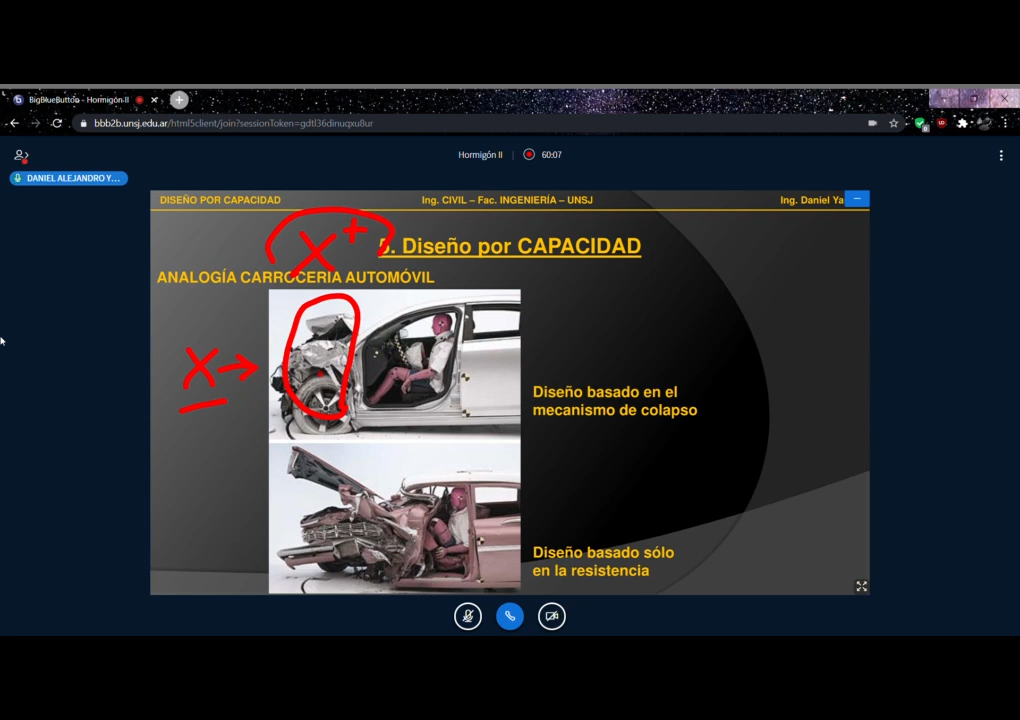 BigBlueButton - Hormigón II
bbb2b.unsj.edu.ar/html5client/join?sessionToken=gdtl36dinuqxu8ur
Hormigón II | 60:07
DANIEL ALEJANDRO Y...
DISEÑO POR CAPACIDAD
Ing. CIVIL – Fac. INGENIERÍA – UNSJ
Ing. Daniel Ya
X+
5. Diseño por CAPACIDAD
ANALOGÍA CARROCERIA AUTOMÓVIL
X→
Diseño basado en el
mecanismo de colapso
Diseño basado sólo
en la resistencia